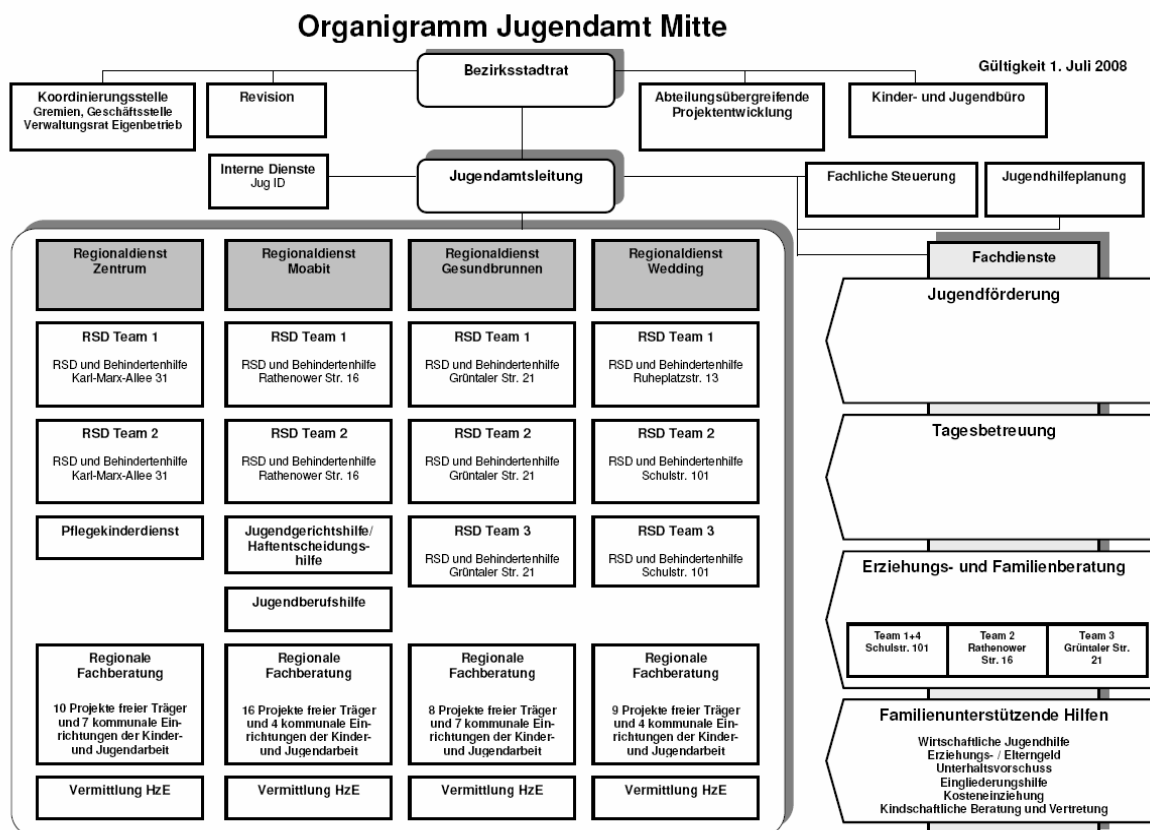 Organigramm Jugendamt Mitte
Gültigkeit 1. Juli 2008
Bezirksstadtrat
Koordinierungsstelle
Gremien, Geschäftsstelle
Verwaltungsrat Eigenbetrieb
Revision
Abteilungsübergreifende
Projektentwicklung
Kinder- und Jugendbüro
Interne Dienste
Jug ID
Jugendamtsleitung
Fachliche Steuerung
Jugendhilfeplanung
Regionaldienst
Zentrum
RSD Team 1
RSD und Behindertenhilfe
Karl-Marx-Allee 31
RSD Team 2
RSD und Behindertenhilfe
Karl-Marx-Allee 31
Pflegekinderdienst
Regionale
Fachberatung
10 Projekte freier Träger
und 7 kommunale Ein-
richtungen der Kinder-
und Jugendarbeit
Vermittlung HzE
Regionaldienst
Moabit
RSD Team 1
RSD und Behindertenhilfe
Rathenower Str. 16
RSD Team 2
RSD und Behindertenhilfe
Rathenower Str. 16
Jugendgerichtshilfe/
Haftentscheidungs-
hilfe
Jugendberufshilfe
Regionale
Fachberatung
16 Projekte freier Träger
und 4 kommunale Ein-
richtungen der Kinder-
und Jugendarbeit
Vermittlung HzE
Regionaldienst
Gesundbrunnen
RSD Team 1
RSD und Behindertenhilfe
Grüntaler Str. 21
RSD Team 2
RSD und Behindertenhilfe
Grüntaler Str. 21
RSD Team 3
RSD und Behindertenhilfe
Grüntaler Str. 21
Regionale
Fachberatung
8 Projekte freier Träger
und 7 kommunale Ein-
richtungen der Kinder-
und Jugendarbeit
Vermittlung HzE
Regionaldienst
Wedding
RSD Team 1
RSD und Behindertenhilfe
Ruheplatzstr. 13
RSD Team 2
RSD und Behindertenhilfe
Schulstr. 101
RSD Team 3
RSD und Behindertenhilfe
Schulstr. 101
Regionale
Fachberatung
9 Projekte freier Träger
und 4 kommunale Ein-
richtungen der Kinder-
und Jugendarbeit
Vermittlung HzE
Fachdienste
Jugendförderung
Tagesbetreuung
Erziehungs- und Familienberatung
Team 1+4
Schulstr. 101
Team 2
Rathenower
Str. 16
Team 3
Grüntaler Str.
21
Familienunterstützende Hilfen
Wirtschaftliche Jugendhilfe
Erziehungs- / Elterngeld
Unterhaltsvorschuss
Eingliederungshilfe
Kosteneinziehung
Kindschaftliche Beratung und Vertretung